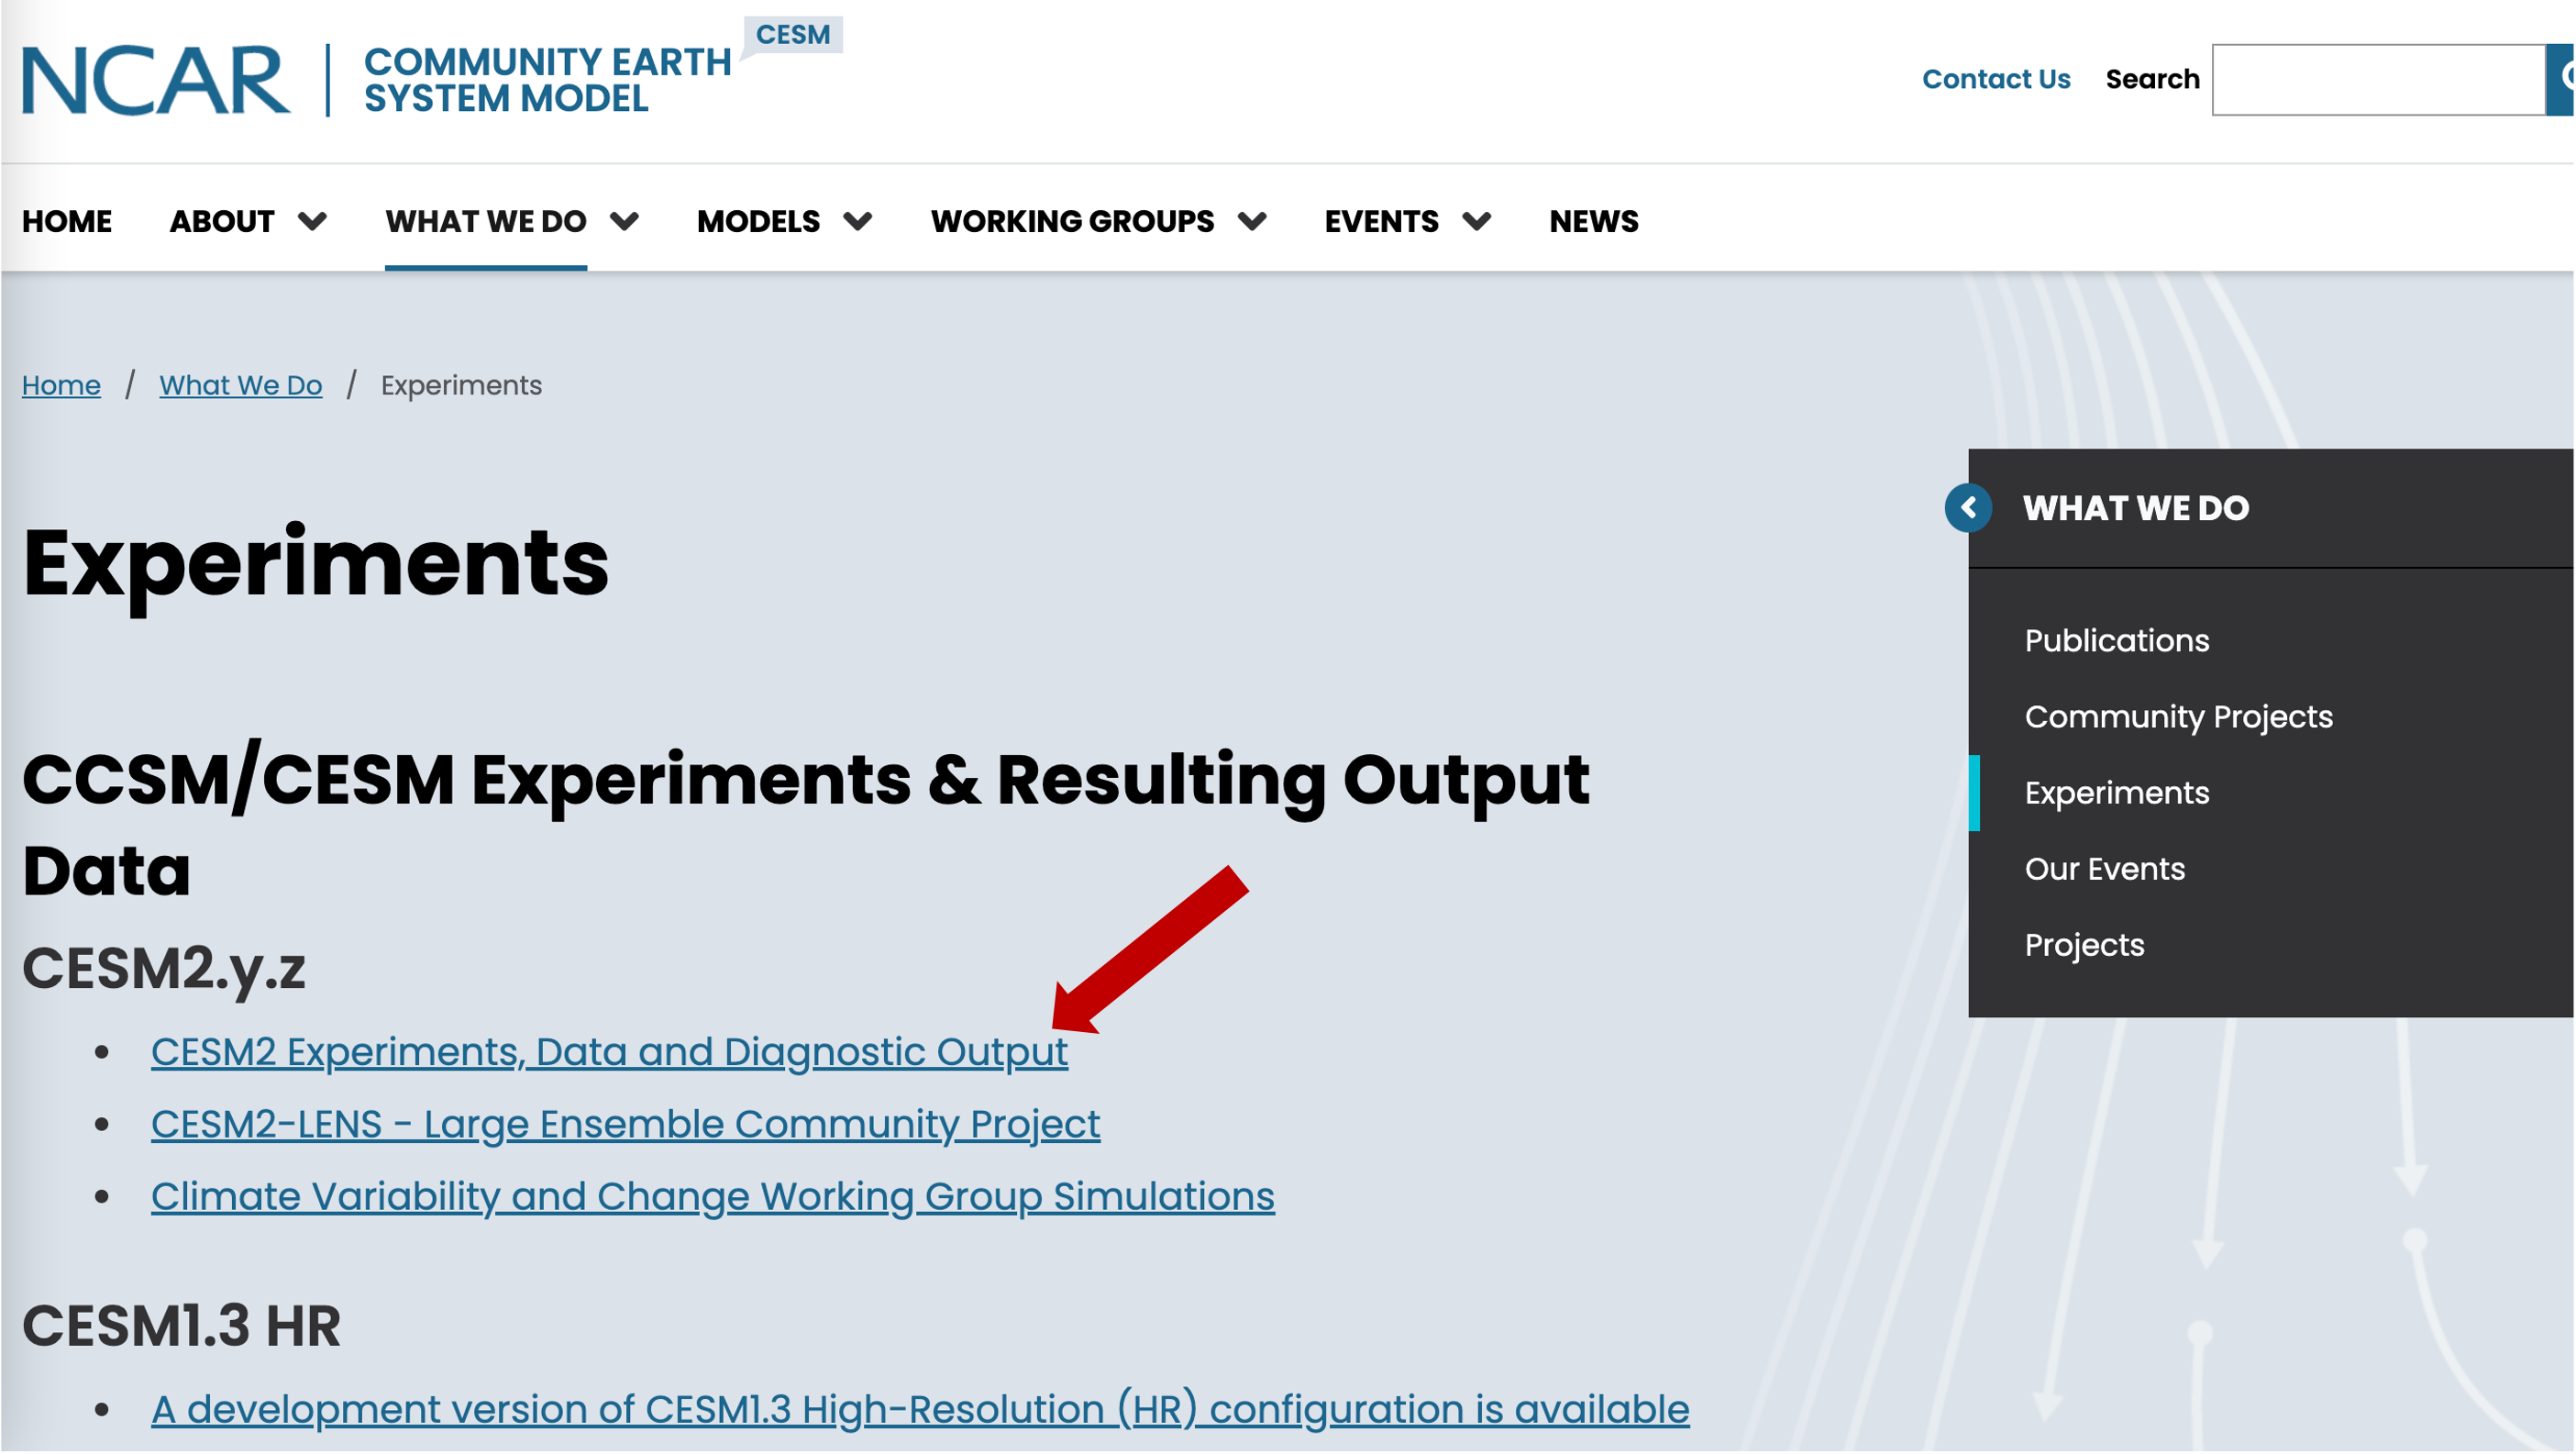 NCAR
COMMUNITY EARTH
SYSTEM MODEL
CESM
Contact Us
Search
HOME
ABOUT
WHAT WE DO
MODELS
WORKING GROUPS
EVENTS
NEWS
Home / What We Do / Experiments
Experiments
CCSM/CESM Experiments & Resulting Output
Data
CESM2.y.z
• CESM2 Experiments, Data and Diagnostic Output
• CESM2-LENS - Large Ensemble Community Project
• Climate Variability and Change Working Group Simulations
CESM1.3 HR
• A development version of CESM1.3 High-Resolution (HR) configuration is available
WHAT WE DO
Publications
Community Projects
Experiments
Our Events
Projects